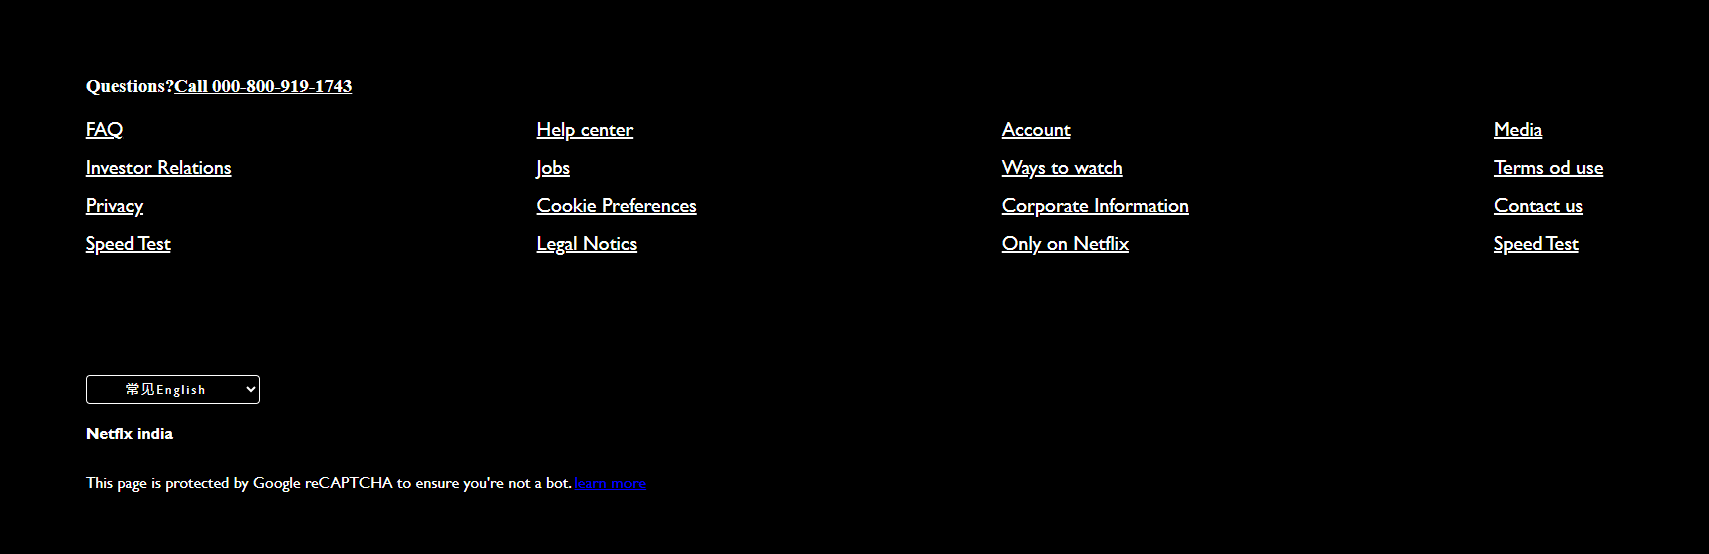 Questions?Call 000-800-919-1743
FAQ Help center Account Media
Investor Relations Jobs Ways to watch Terms od use
Privacy Cookie Preferences Corporate Information Contact us
Speed Test Legal Notics Only on Netflix Speed Test
常见English
Netflx india
This page is protected by Google reCAPTCHA to ensure you're not a bot. learn more